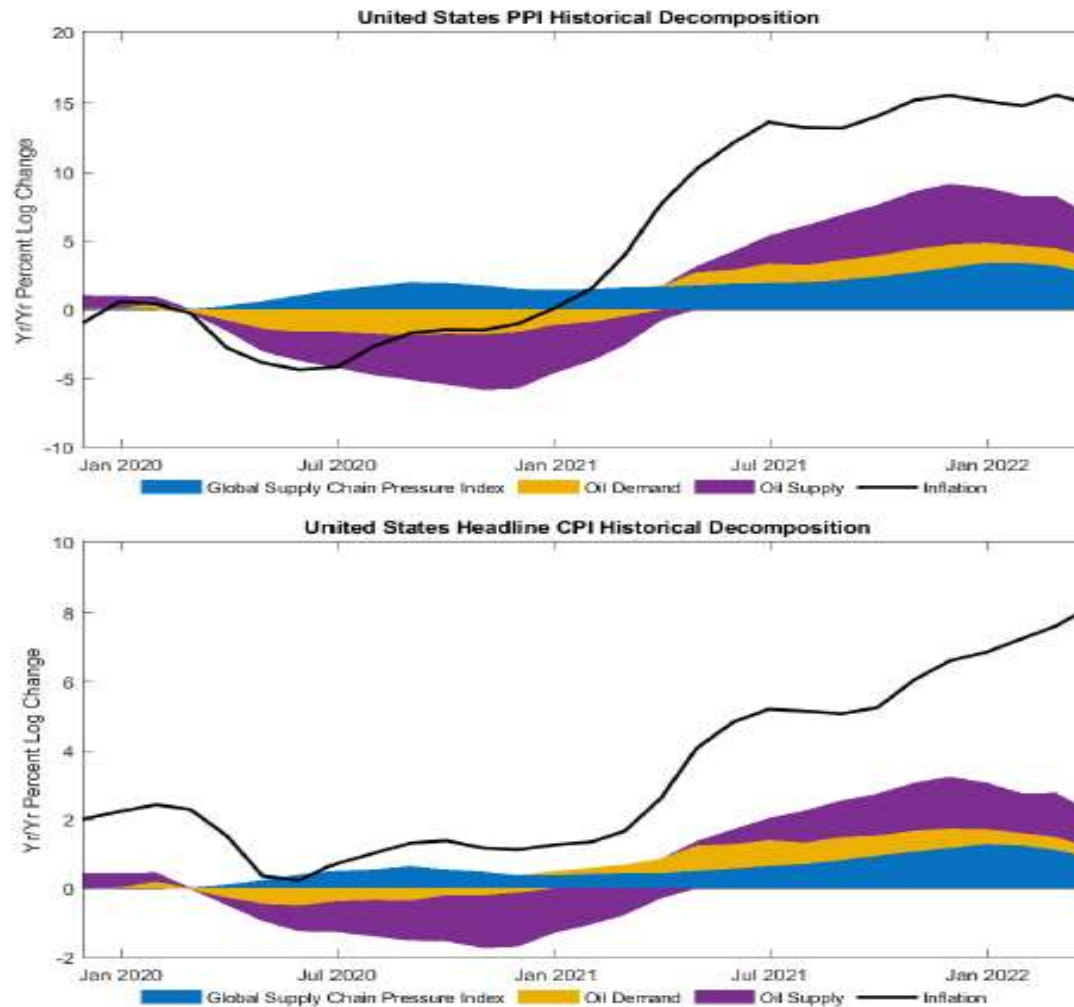 United States PPI Historical Decomposition
20
15
10
5
0
-5
-10
Yr/Yr Percent Log Change
Jan 2020 Jul 2020 Jan 2021 Jul 2021 Jan 2022
Global Supply Chain Pressure Index Oil Demand Oil Supply Inflation
United States Headline CPI Historical Decomposition
10
8
6
4
2
0
-2
Yr/Yr Percent Log Change
Jan 2020 Jul 2020 Jan 2021 Jul 2021 Jan 2022
Global Supply Chain Pressure Index Oil Demand Oil Supply Inflation